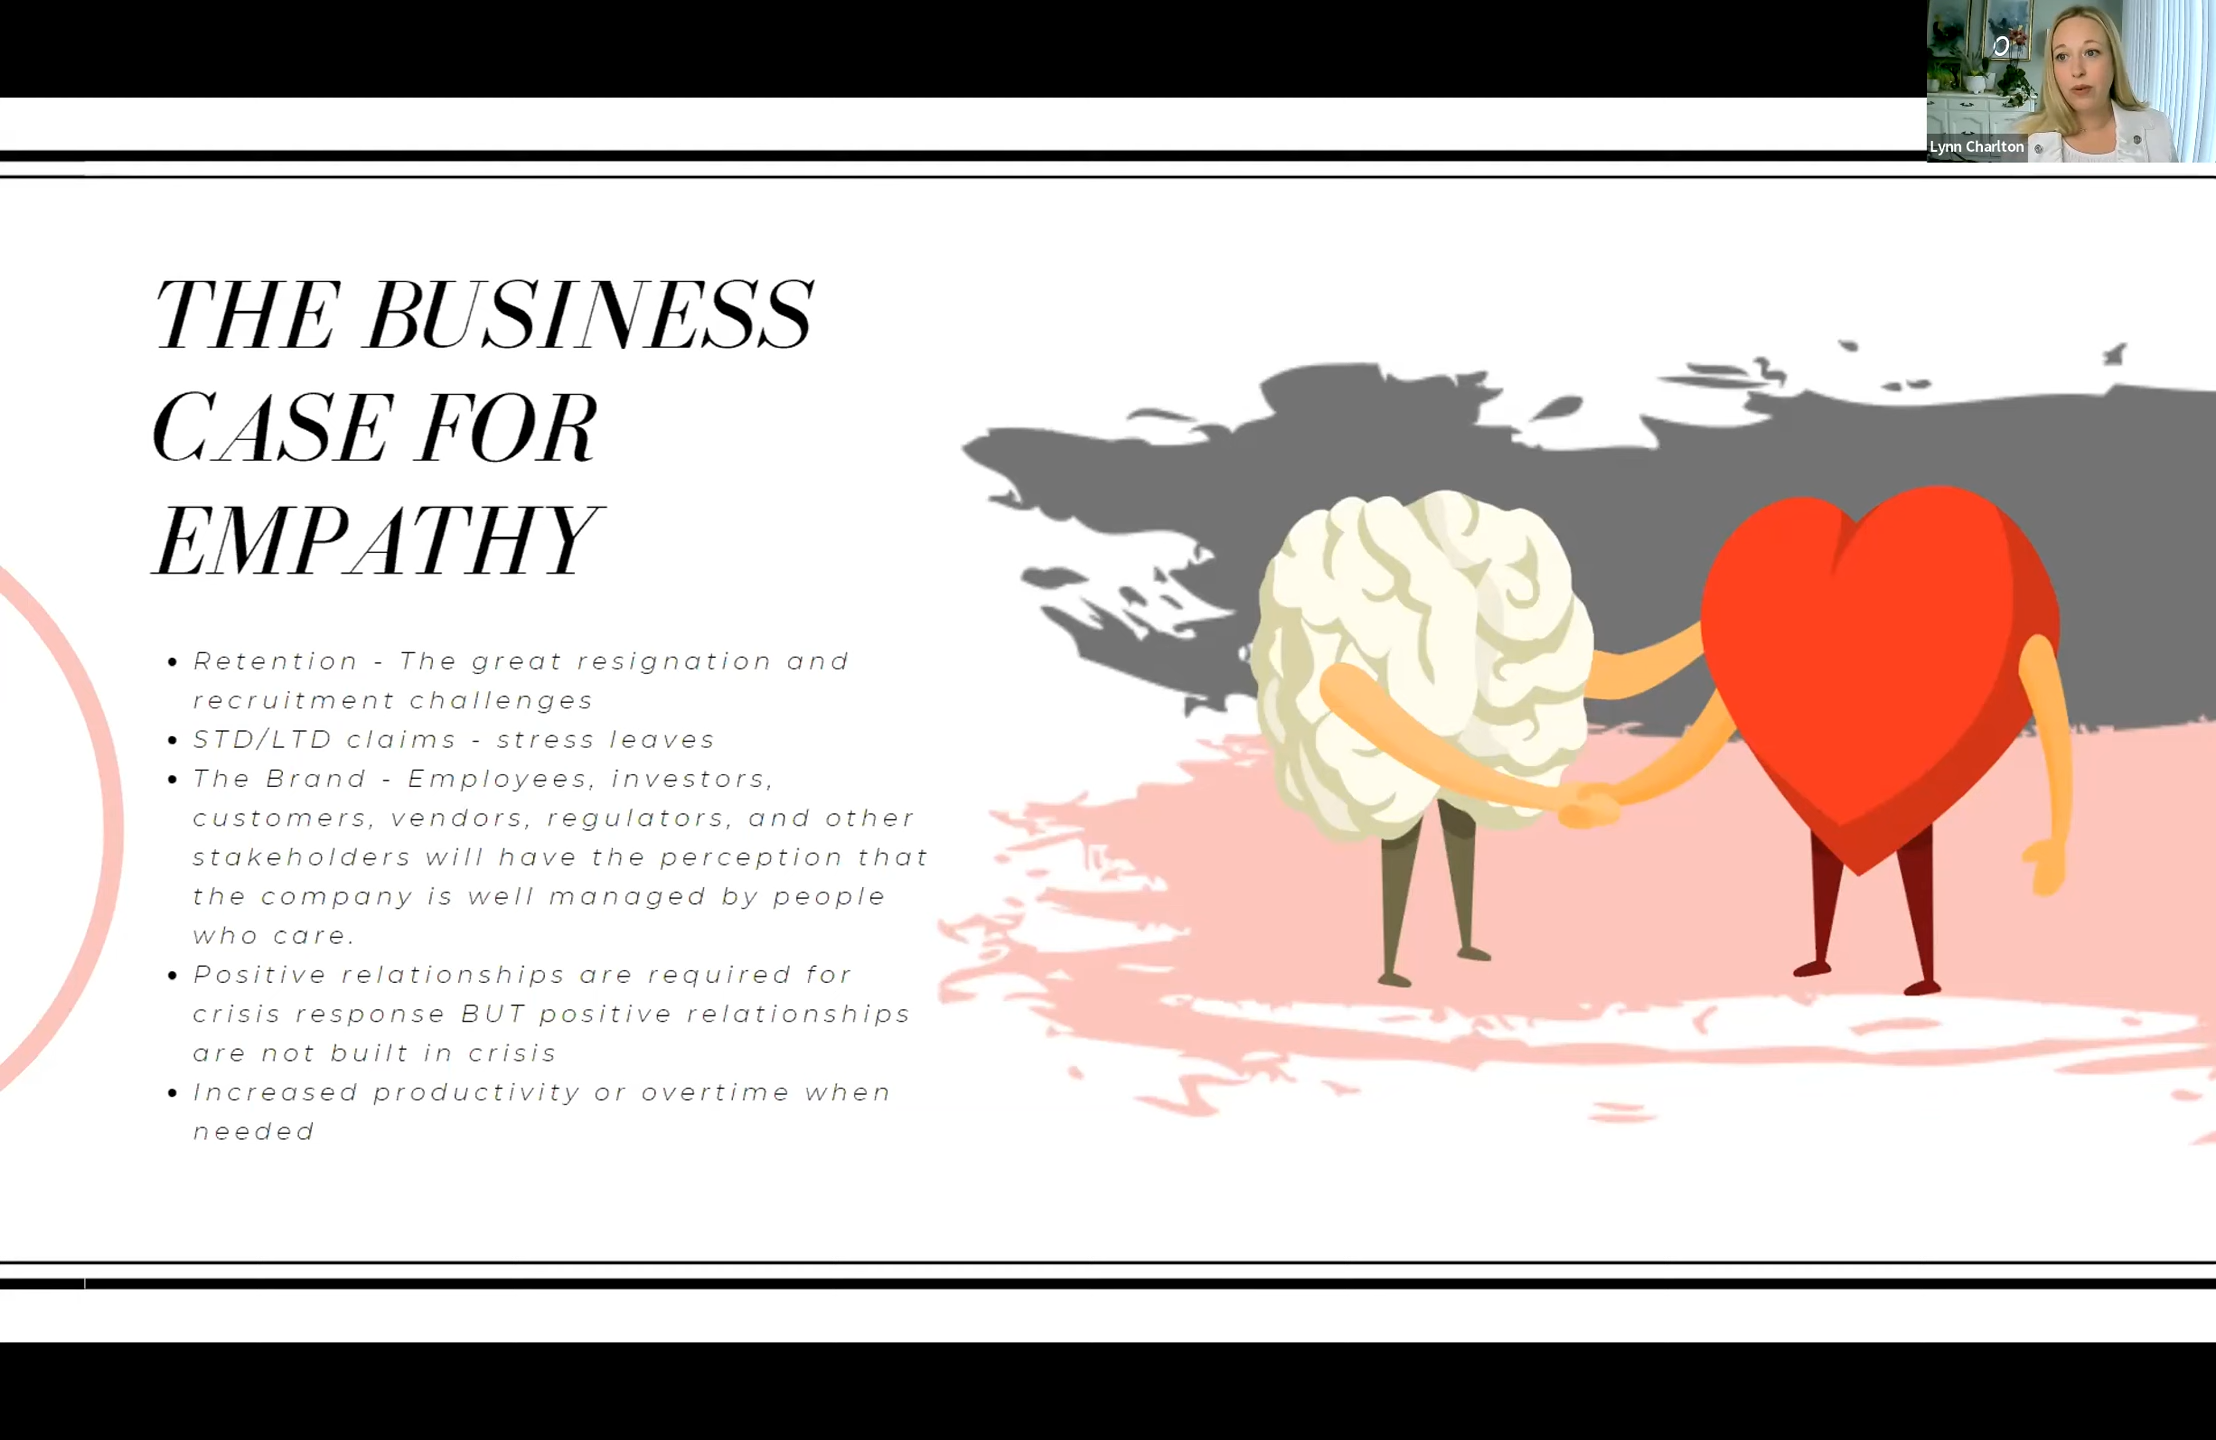 Lynn Charlton
THE BUSINESS
CASE FOR
EMPATHY
• Retention - The great resignation and
recruitment challenges
• STD/LTD claims - stress leaves
• The Brand - Employees, investors,
customers, vendors, regulators, and other
stakeholders will have the perception that
the company is well managed by people
who care.
• Positive relationships are required for
crisis response BUT positive relationships
are not built in crisis
• Increased productivity or overtime when
needed